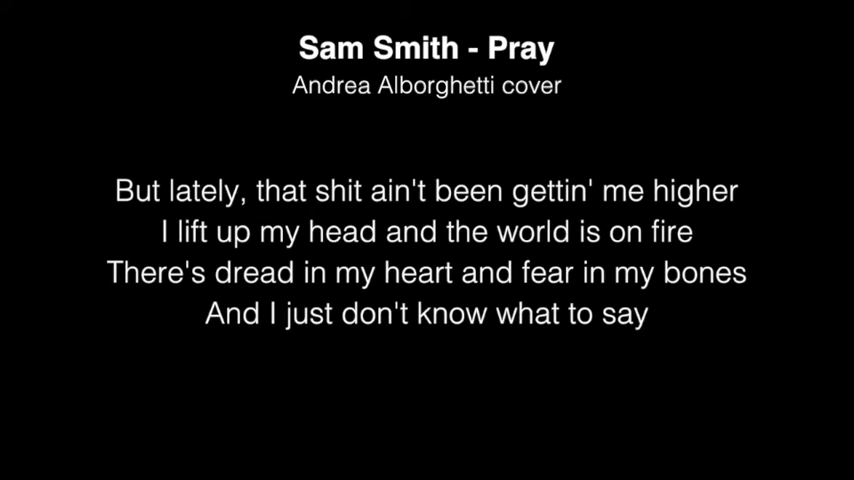 Sam Smith - Pray
Andrea Alborghetti cover
But lately, that shit ain't been gettin' me higher
I lift up my head and the world is on fire
There's dread in my heart and fear in my bones
And I just don't know what to say